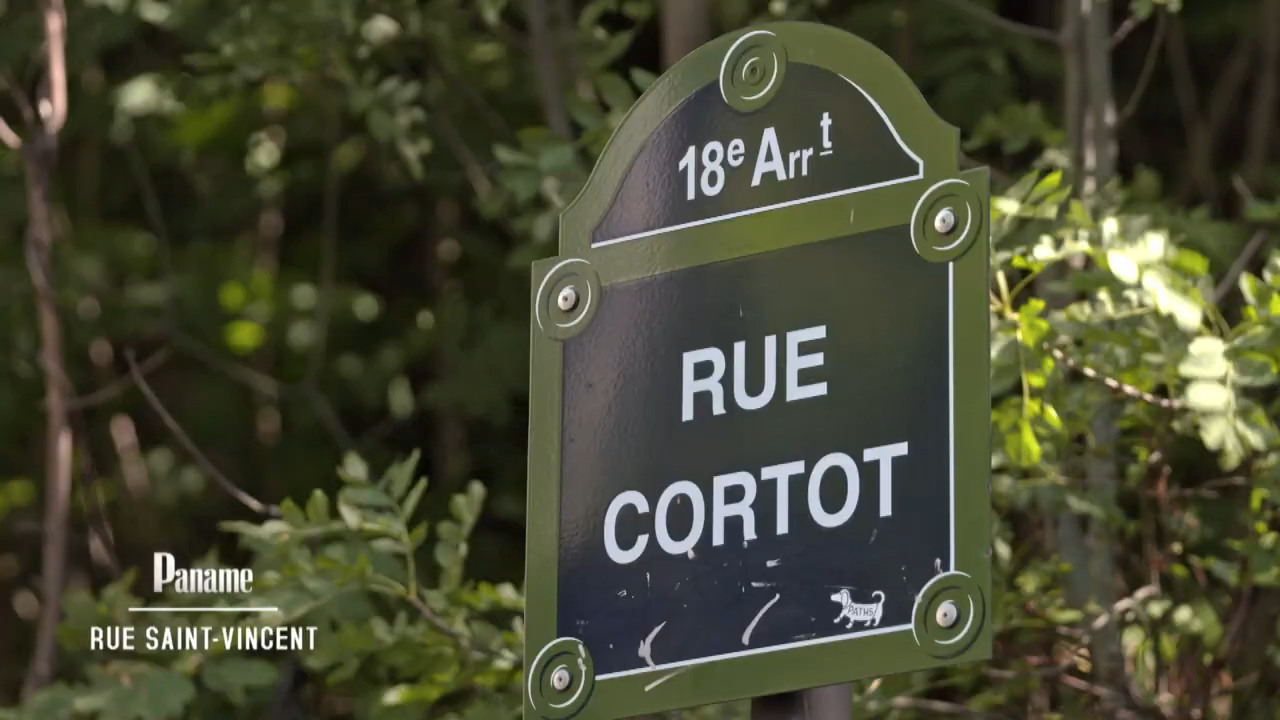 18e Arrt
RUE
CORTOT
PATHS
Paname
RUE SAINT-VINCENT